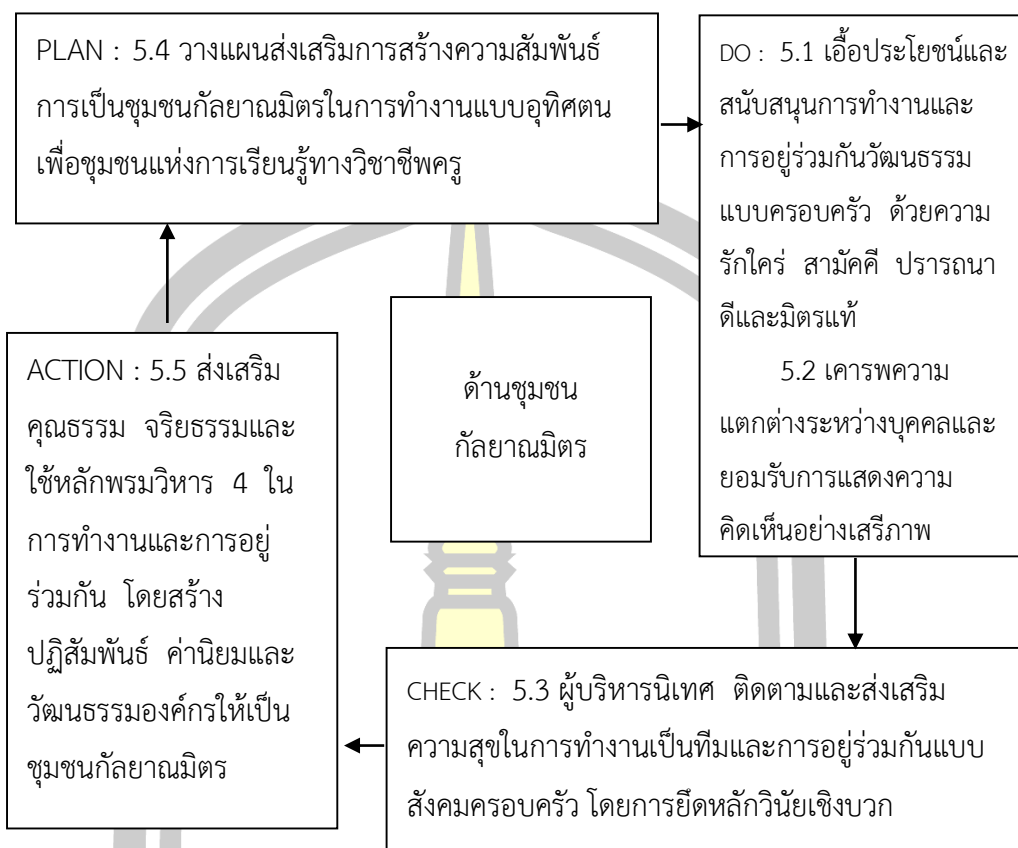 PLAN : 5.4 วางแผนส่งเสริมการสร้างความสัมพันธ์
การเป็นชุมชนกัลยาณมิตรในการทำงานแบบอุทิศตน
เพื่อชุมชนแห่งการเรียนรู้ทางวิชาชีพครู
DO : 5.1 เอื้อประโยชน์และ
สนับสนุนการทำงานและ
การอยู่ร่วมกันวัฒนธรรม
แบบครอบครัว ด้วยความ
รักใคร่ สามัคคี ปรารถนา
ดีและมิตรแท้
5.2 เคารพความ
แตกต่างระหว่างบุคคลและ
ยอมรับการแสดงความ
คิดเห็นอย่างเสรีภาพ
ด้านชุมชน
กัลยาณมิตร
ACTION : 5.5 ส่งเสริม
คุณธรรม จริยธรรมและ
ใช้หลักพรมวิหาร 4 ใน
การทำงานและการอยู่
ร่วมกัน โดยสร้าง
ปฏิสัมพันธ์ ค่านิยมและ
วัฒนธรรมองค์กรให้เป็น
ชุมชนกัลยาณมิตร
CHECK : 5.3 ผู้บริหารนิเทศ ติดตามและส่งเสริม
ความสุขในการทำงานเป็นทีมและการอยู่ร่วมกันแบบ
สังคมครอบครัว โดยการยึดหลักวินัยเชิงบวก